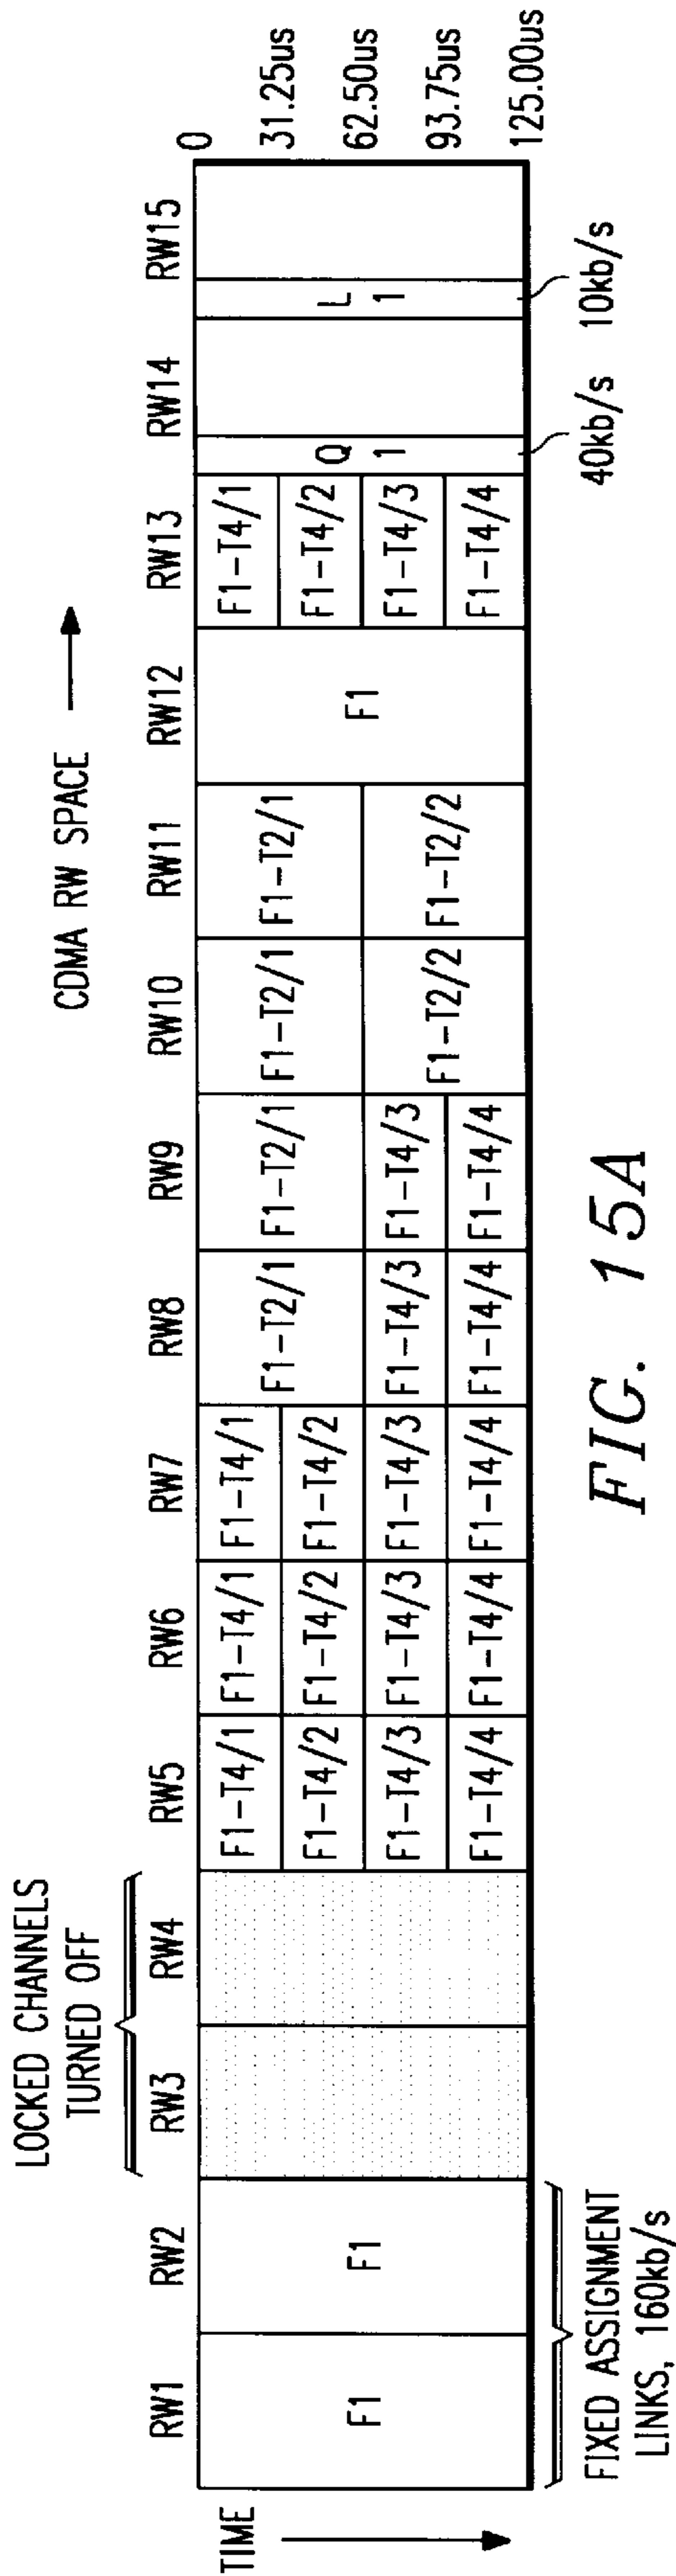 CDMA RW SPACE
LOCKED CHANNELS
TURNED OFF
RW1 RW2 RW3 RW4 RW5 RW6 RW7 RW8 RW9 RW10 RW11 RW12 RW13 RW14 RW15
TIME
0
31.25us
62.50us
93.75us
125.00us
F1 F1 F1-T4/1 F1-T4/1 F1-T4/1 F1-T2/1 F1-T2/1 F1-T2/1 F1-T2/1 F1 F1-T4/1 Q 1 L 1
F1-T4/2 F1-T4/2 F1-T4/2 F1-T4/2
F1-T4/3 F1-T4/3 F1-T4/3 F1-T4/3 F1-T4/3 F1-T2/2 F1-T2/2 F1-T4/3
F1-T4/4 F1-T4/4 F1-T4/4 F1-T4/4 F1-T4/4 F1-T4/4
FIXED ASSIGNMENT
LINKS, 160kb/s
40kb/s
10kb/s
FIG. 15A